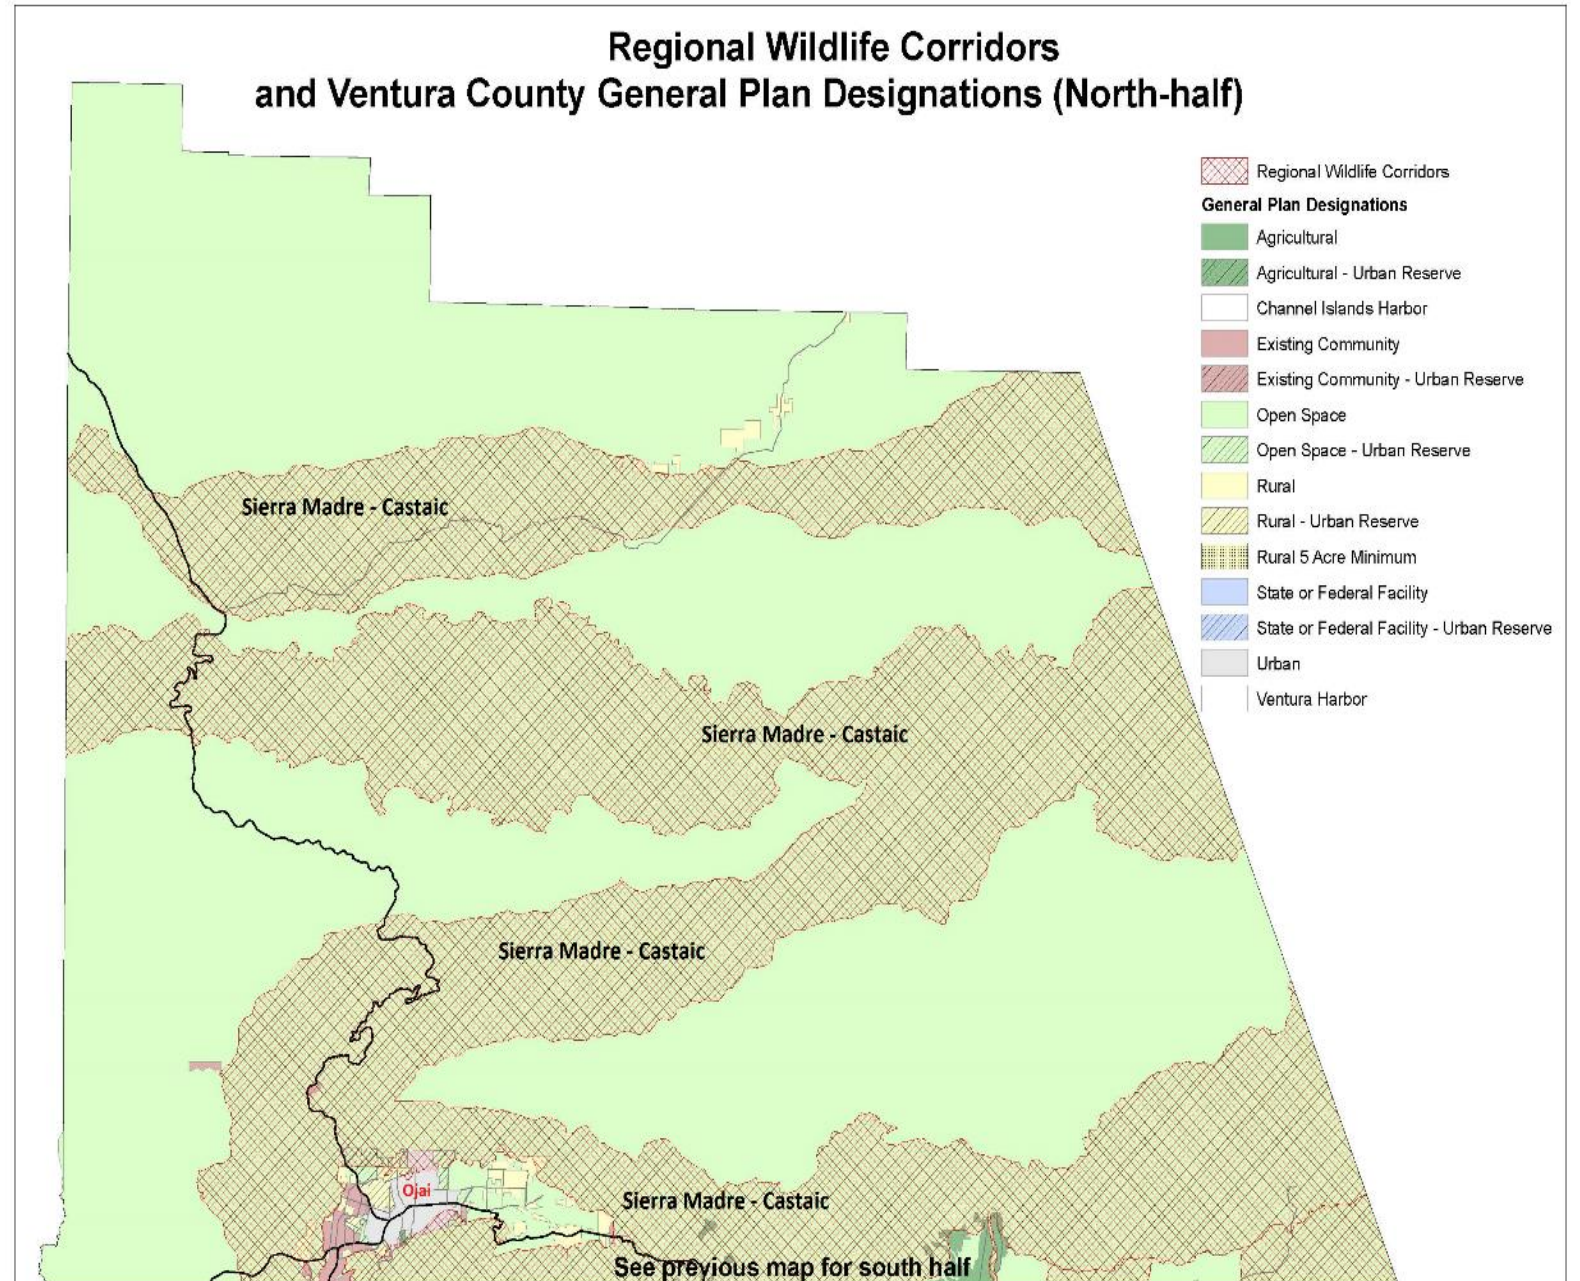 Regional Wildlife Corridors
and Ventura County General Plan Designations (North-half)
Regional Wildlife Corridors
General Plan Designations
Agricultural
Agricultural - Urban Reserve
Channel Islands Harbor
Existing Community
Existing Community - Urban Reserve
Open Space
Open Space - Urban Reserve
Rural
Rural - Urban Reserve
Rural 5 Acre Minimum
State or Federal Facility
State or Federal Facility - Urban Reserve
Urban
Ventura Harbor
Sierra Madre - Castaic
Sierra Madre - Castaic
Sierra Madre - Castaic
Ojai
Sierra Madre - Castaic
See previous map for south half